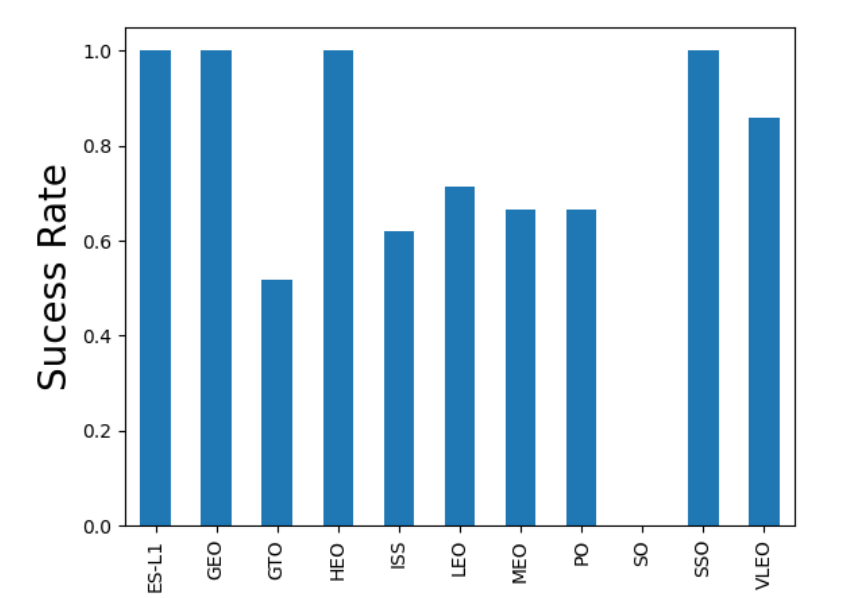 Sucess Rate
1.0
0.8
0.6
0.4
0.2
0.0
ES-L1
GEO
GTO
HEO
ISS
LEO
MEO
PO
SO
SSO
VLEO